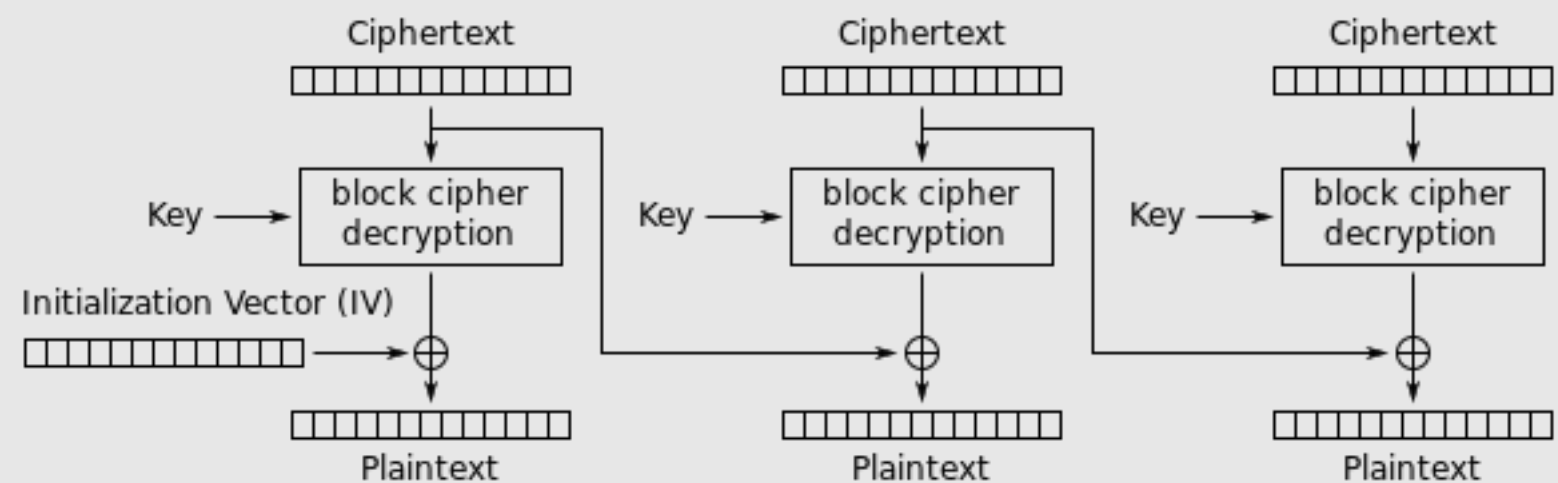 Ciphertext
Ciphertext
Ciphertext
Key
block cipher
decryption
Key
block cipher
decryption
Key
block cipher
decryption
Initialization Vector (IV)
Plaintext
Plaintext
Plaintext